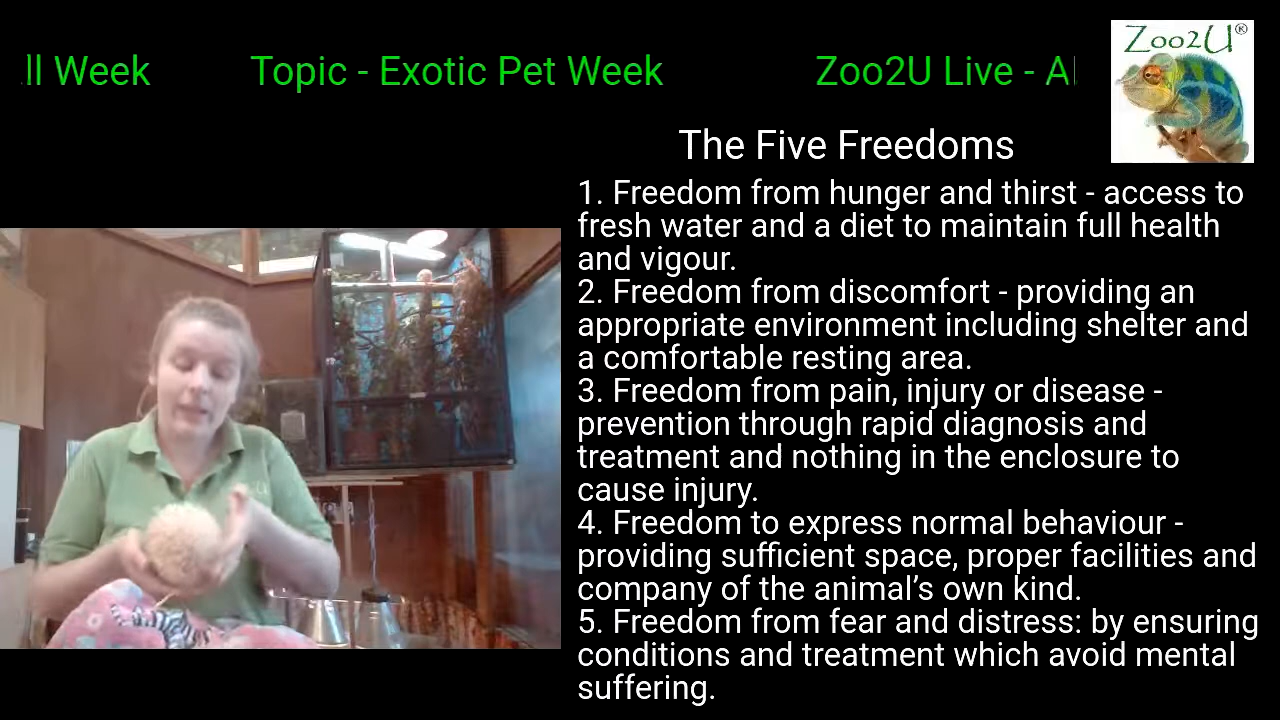 ll Week Topic - Exotic Pet Week Zoo2U Live - A
Zoo2U®
The Five Freedoms
1. Freedom from hunger and thirst - access to
fresh water and a diet to maintain full health
and vigour.
2. Freedom from discomfort - providing an
appropriate environment including shelter and
a comfortable resting area.
3. Freedom from pain, injury or disease -
prevention through rapid diagnosis and
treatment and nothing in the enclosure to
cause injury.
4. Freedom to express normal behaviour -
providing sufficient space, proper facilities and
company of the animal’s own kind.
5. Freedom from fear and distress: by ensuring
conditions and treatment which avoid mental
suffering.